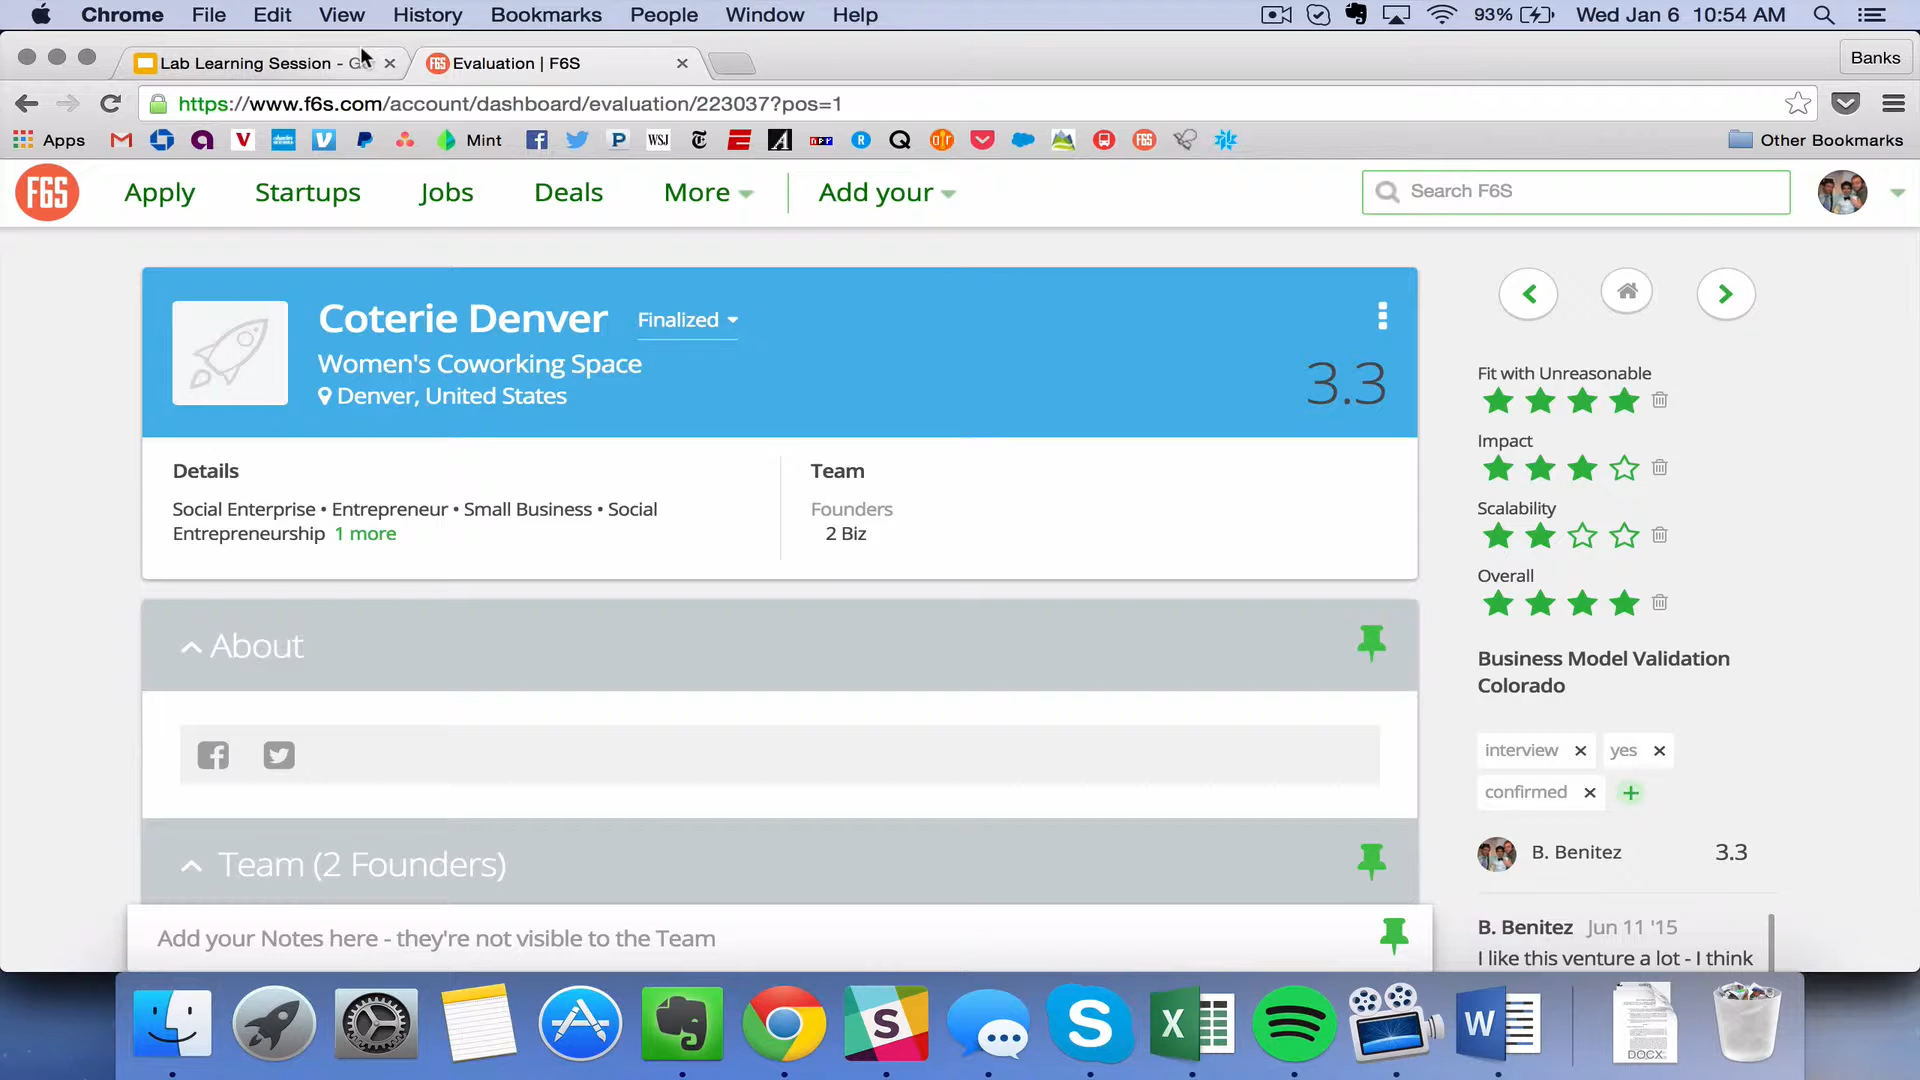 Chrome File Edit View History Bookmarks People Window Help 93% Wed Jan 6 10:54 AM
Lab Learning Session - G Evaluation | F6S Banks
https://www.f6s.com/account/dashboard/evaluation/223037?pos=1
Apps Mint Other Bookmarks
F6S Apply Startups Jobs Deals More Add your Search F6S
Coterie Denver Finalized
Women's Coworking Space
Denver, United States
3.3
Details
Social Enterprise • Entrepreneur • Small Business • Social
Entrepreneurship 1 more
Team
Founders
2 Biz
About
Team (2 Founders)
Add your Notes here - they're not visible to the Team
Fit with Unreasonable
Impact
Scalability
Overall
Business Model Validation
Colorado
interview yes
confirmed
B. Benitez 3.3
B. Benitez Jun 11 '15
I like this venture a lot - I think
DOCX